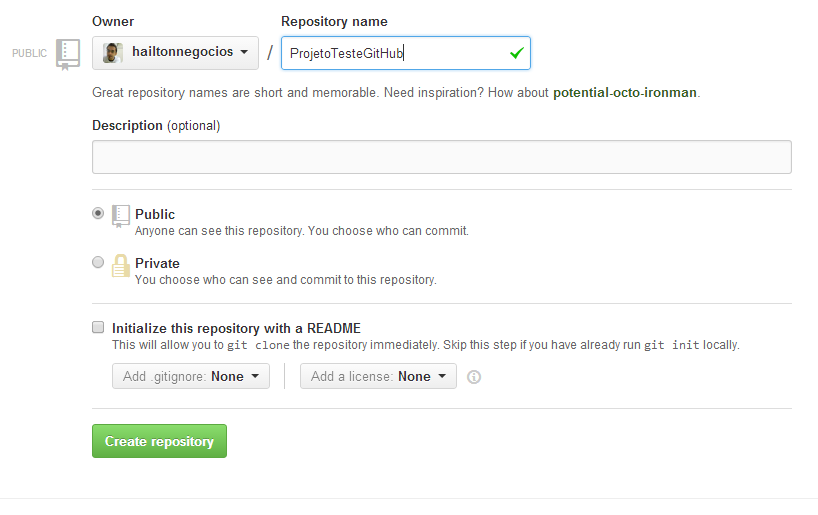 Owner Repository name
PUBLIC hailtonnegocios / ProjetoTesteGitHub
Great repository names are short and memorable. Need inspiration? How about potential-octo-ironman.
Description (optional)
Public
Anyone can see this repository. You choose who can commit.
Private
You choose who can see and commit to this repository.
Initialize this repository with a README
This will allow you to git clone the repository immediately. Skip this step if you have already run git init locally.
Add .gitignore: None Add a license: None
Create repository